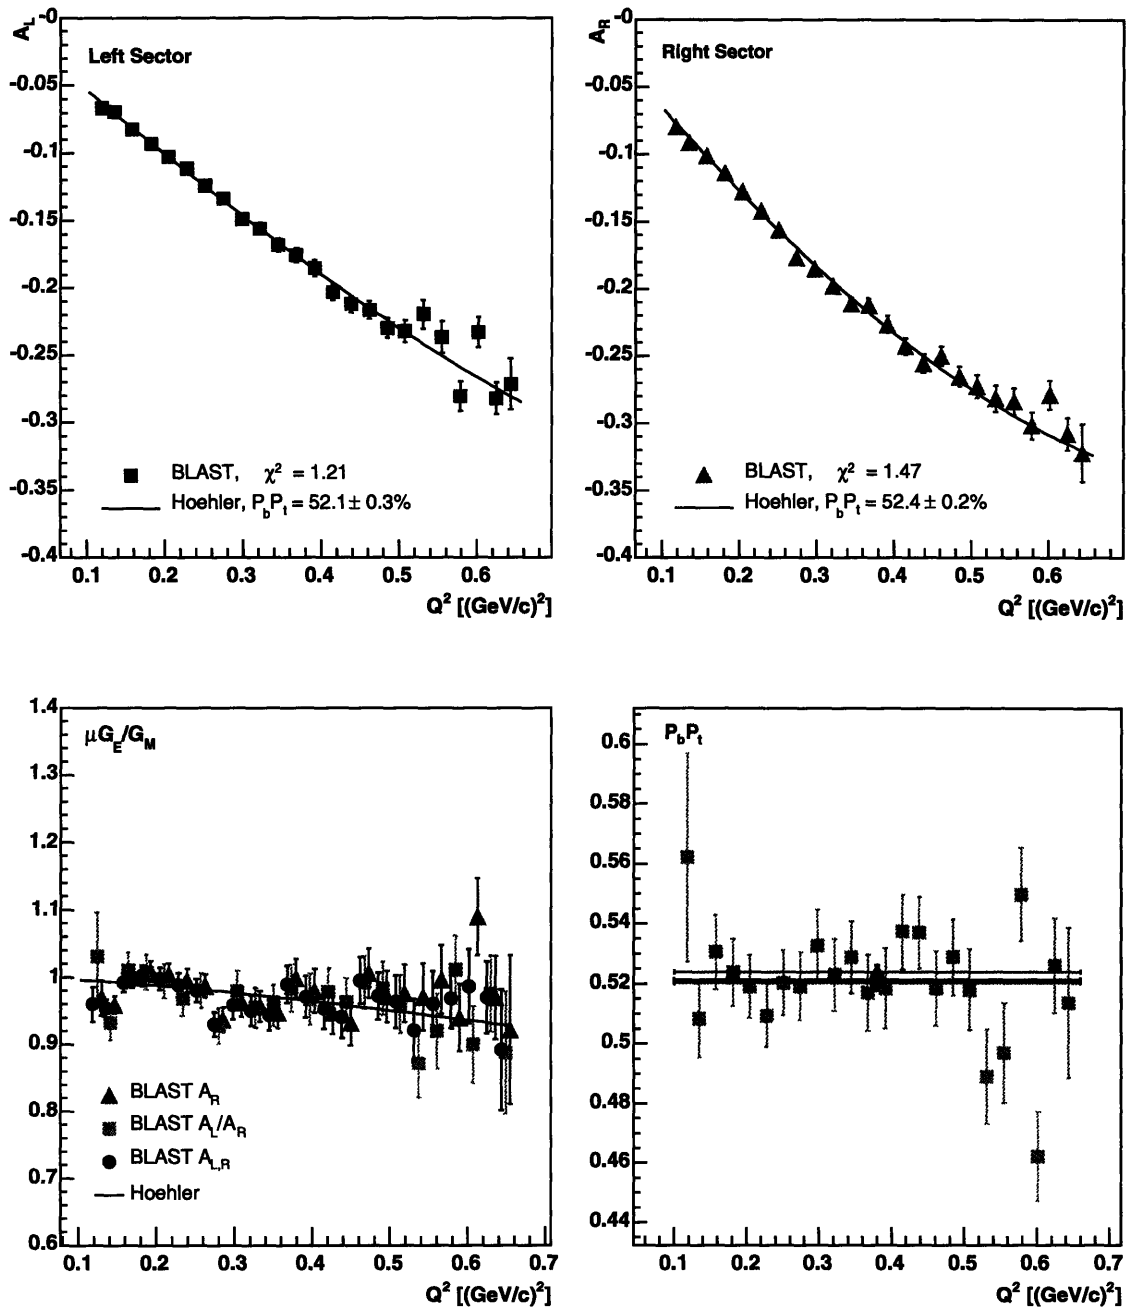 A_L
-0
-0.05
-0.1
-0.15
-0.2
-0.25
-0.3
-0.35
-0.4
Left Sector
BLAST, χ² = 1.21
Hoehler, P_bP_t = 52.1 ± 0.3%
0.1 0.2 0.3 0.4 0.5 0.6
Q² [(GeV/c)²]
A_R
-0
-0.05
-0.1
-0.15
-0.2
-0.25
-0.3
-0.35
-0.4
Right Sector
BLAST, χ² = 1.47
Hoehler, P_bP_t = 52.4 ± 0.2%
0.1 0.2 0.3 0.4 0.5 0.6
Q² [(GeV/c)²]
1.4
1.3
1.2
1.1
1
0.9
0.8
0.7
0.6
μG_E/G_M
BLAST A_R
BLAST A_L/A_R
BLAST A_L,R
Hoehler
0.1 0.2 0.3 0.4 0.5 0.6 0.7
Q² [(GeV/c)²]
P_bP_t
0.6
0.58
0.56
0.54
0.52
0.5
0.48
0.46
0.44
0.1 0.2 0.3 0.4 0.5 0.6 0.7
Q² [(GeV/c)²]